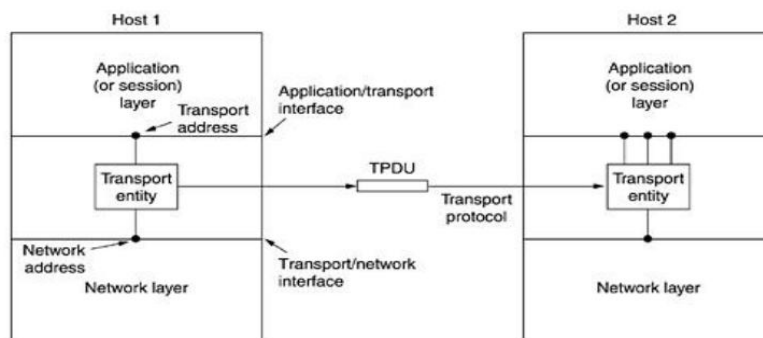 Host 1
Host 2
Application
(or session)
layer
Transport
address
Application/transport
interface
Application
(or session)
layer
Transport
entity
TPDU
Transport
protocol
Transport
entity
Network
address
Transport/network
interface
Network layer
Network layer